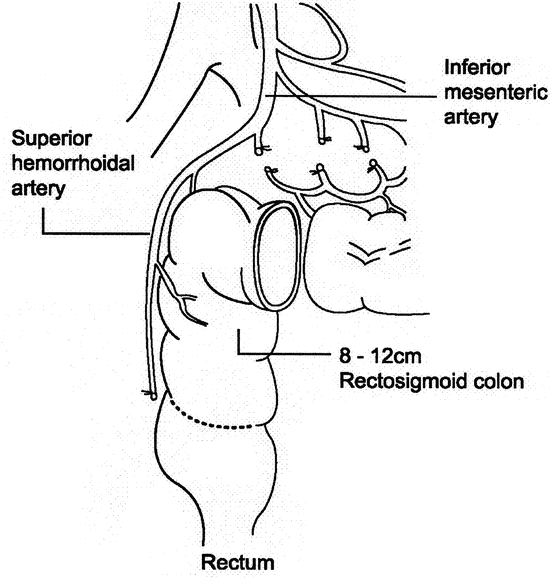 Inferior
mesenteric
artery
Superior
hemorrhoidal
artery
8 - 12cm
Rectosigmoid colon
Rectum